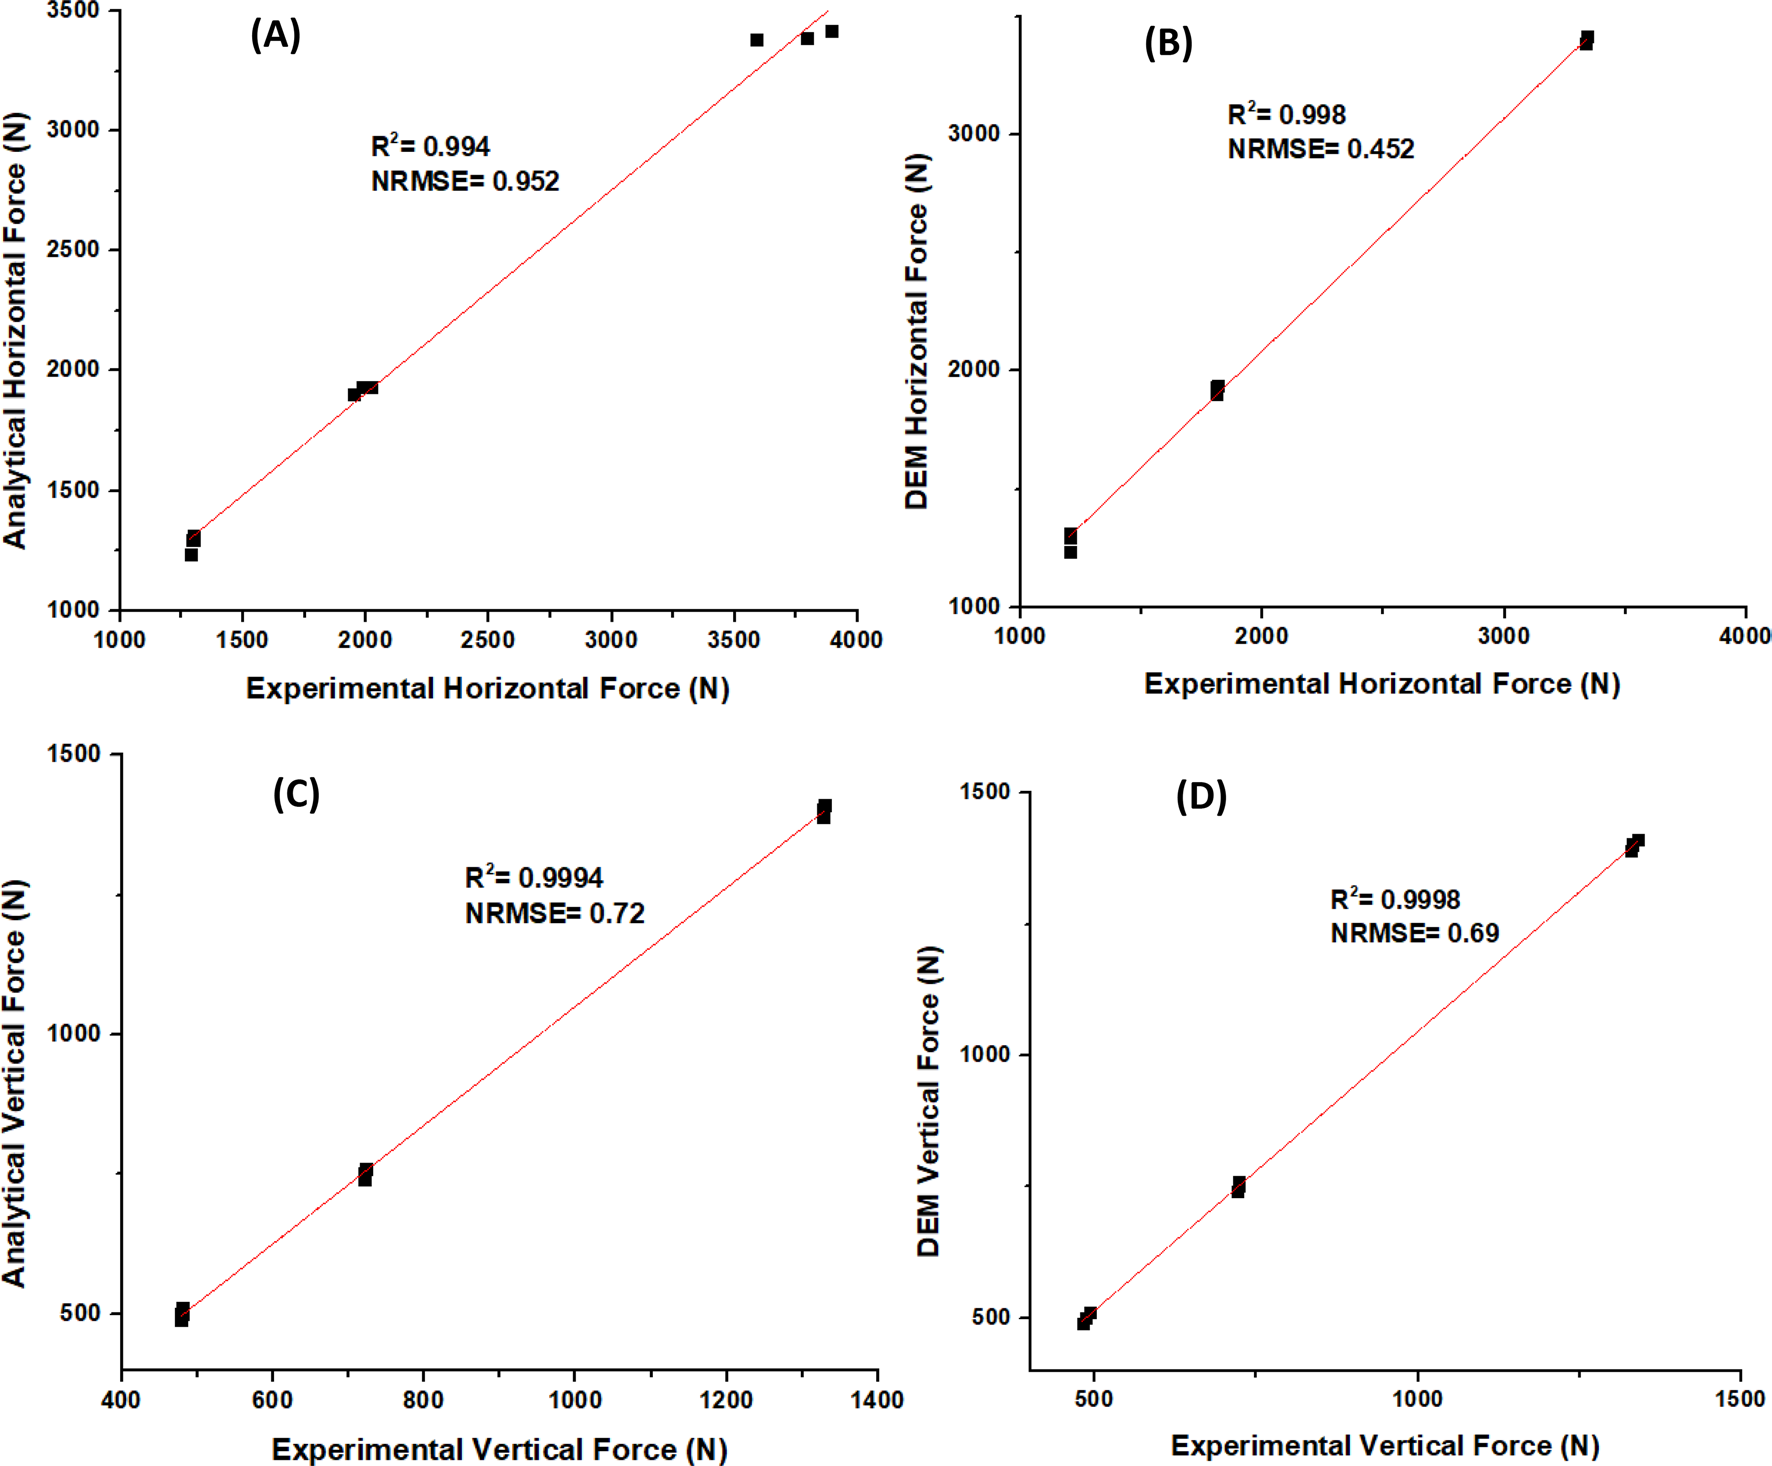 (A)
R²= 0.994
NRMSE= 0.952
Analytical Horizontal Force (N)
3500
3000
2500
2000
1500
1000
1000 1500 2000 2500 3000 3500 4000
Experimental Horizontal Force (N)
(B)
R²= 0.998
NRMSE= 0.452
DEM Horizontal Force (N)
3000
2000
1000
1000 2000 3000 4000
Experimental Horizontal Force (N)
(C)
R²= 0.9994
NRMSE= 0.72
Analytical Vertical Force (N)
1500
1000
500
400 600 800 1000 1200 1400
Experimental Vertical Force (N)
(D)
R²= 0.9998
NRMSE= 0.69
DEM Vertical Force (N)
1500
1000
500
500 1000 1500
Experimental Vertical Force (N)